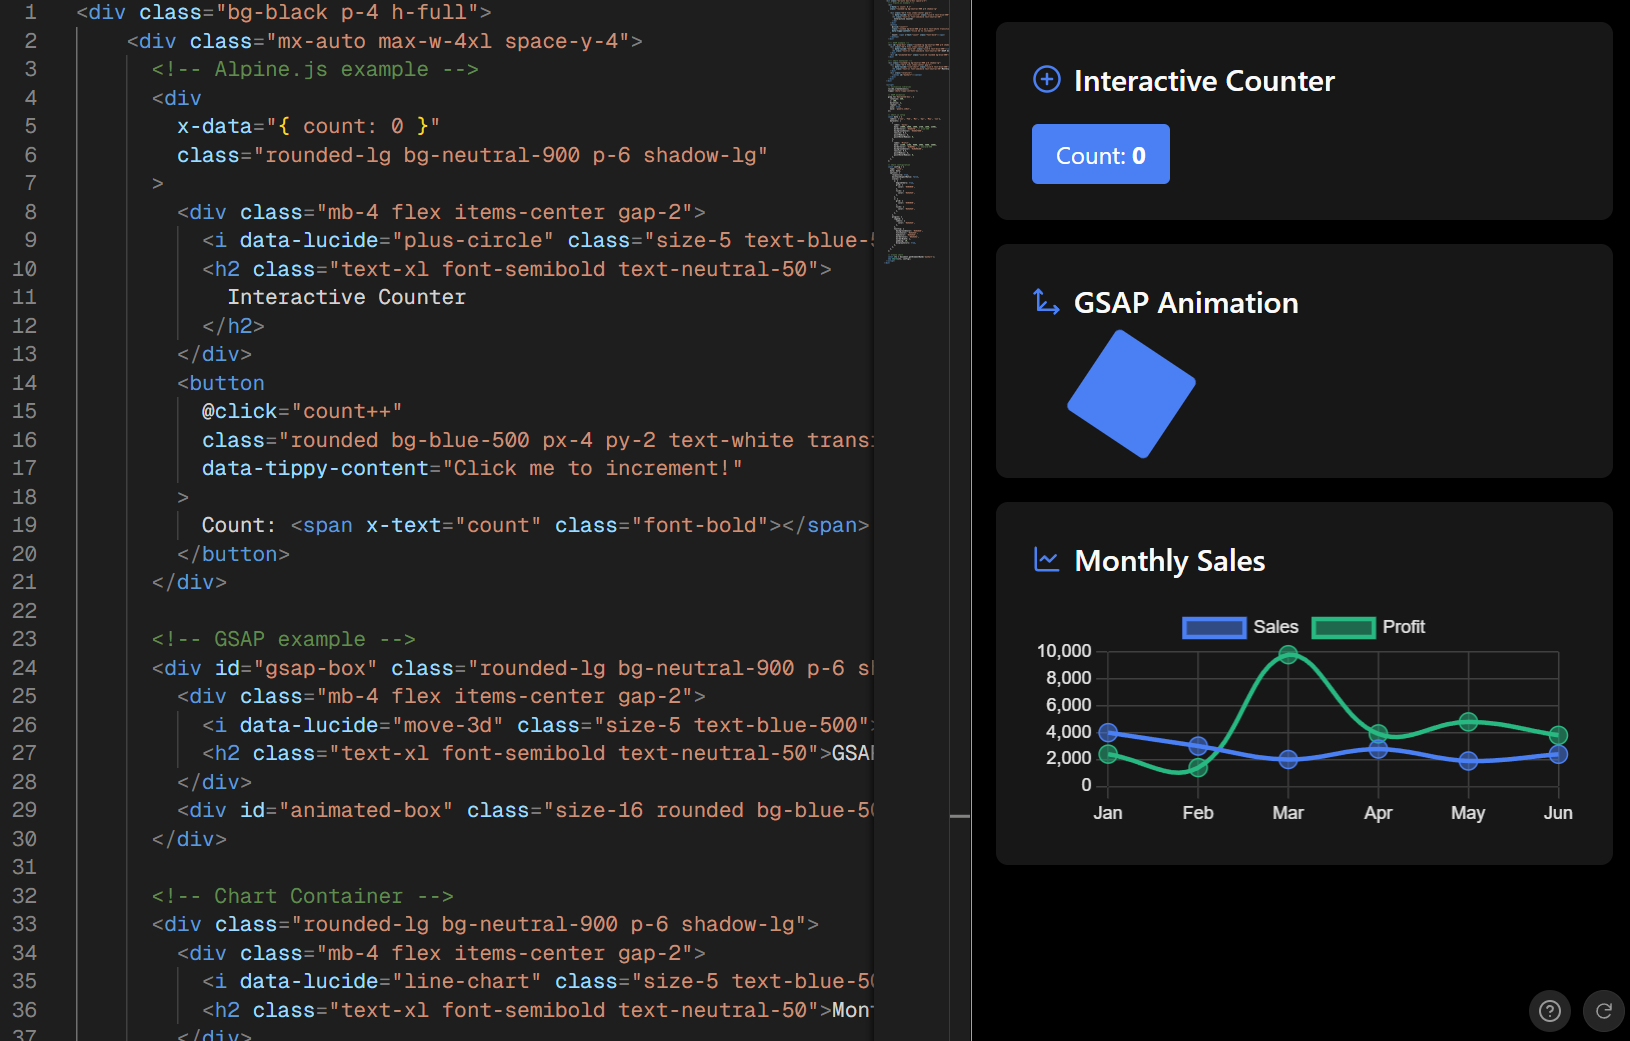 1 <div class="bg-black p-4 h-full">
2 <div class="mx-auto max-w-4xl space-y-4">
3 <!-- Alpine.js example -->
4 <div
5 x-data="{ count: 0 }"
6 class="rounded-lg bg-neutral-900 p-6 shadow-lg"
7 >
8 <div class="mb-4 flex items-center gap-2">
9 <i data-lucide="plus-circle" class="size-5 text-blue-5
10 <h2 class="text-xl font-semibold text-neutral-50">
11 Interactive Counter
12 </h2>
13 </div>
14 <button
15 @click="count++"
16 class="rounded bg-blue-500 px-4 py-2 text-white transi
17 data-tippy-content="Click me to increment!"
18 >
19 Count: <span x-text="count" class="font-bold"></span>
20 </button>
21 </div>
22
23 <!-- GSAP example -->
24 <div id="gsap-box" class="rounded-lg bg-neutral-900 p-6 sh
25 <div class="mb-4 flex items-center gap-2">
26 <i data-lucide="move-3d" class="size-5 text-blue-500">
27 <h2 class="text-xl font-semibold text-neutral-50">GSAP
28 </div>
29 <div id="animated-box" class="size-16 rounded bg-blue-50
30 </div>
31
32 <!-- Chart Container -->
33 <div class="rounded-lg bg-neutral-900 p-6 shadow-lg">
34 <div class="mb-4 flex items-center gap-2">
35 <i data-lucide="line-chart" class="size-5 text-blue-50
36 <h2 class="text-xl font-semibold text-neutral-50">Mont
37 </div>
Interactive Counter
Count: 0
GSAP Animation
Monthly Sales
Sales Profit
10,000
8,000
6,000
4,000
2,000
0
Jan Feb Mar Apr May Jun